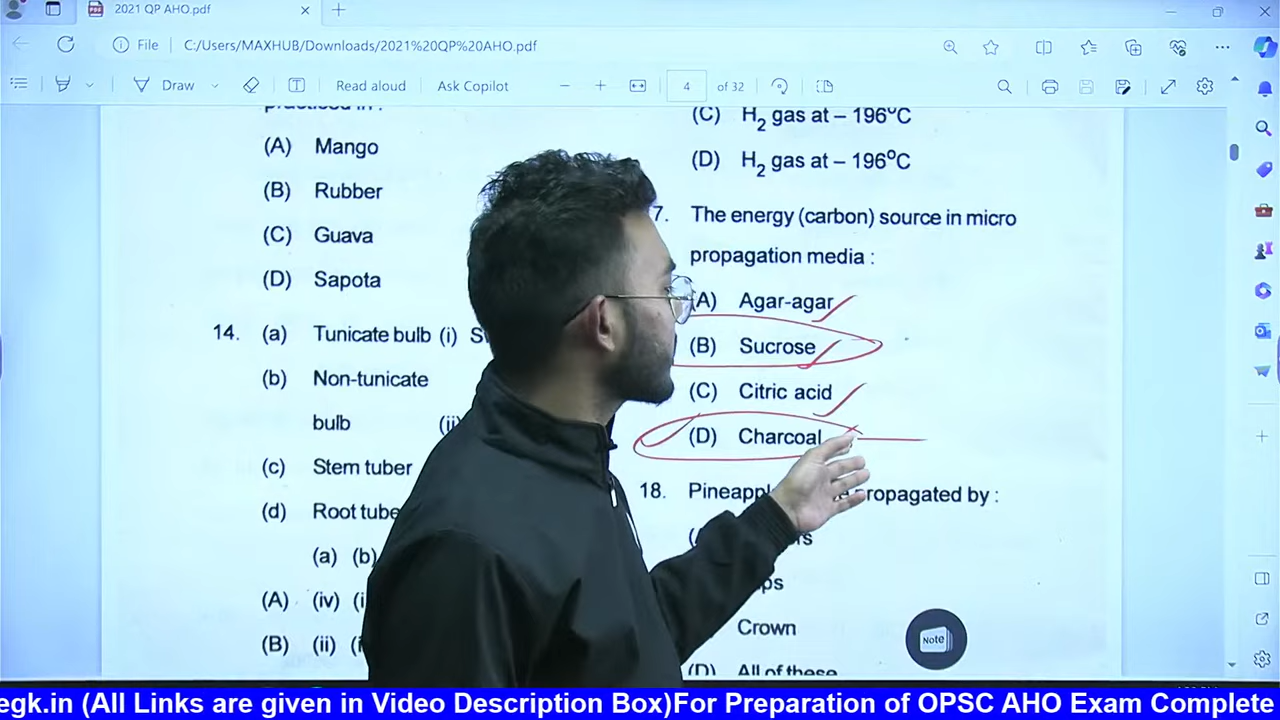 2021 QP AHO.pdf
File
C:/Users/MAXHUB/Downloads/2021%20QP%20AHO.pdf
Draw
Read aloud
Ask Copilot
4
of 32
(A) Mango
(B) Rubber
(C) Guava
(D) Sapota
14. (a) Tunicate bulb (i)
(b) Non-tunicate
bulb (ii)
(c) Stem tuber
(d) Root
(a) (b)
(A) (iv)
(B) (ii)
(C) H2 gas at – 196⁰C
(D) H2 gas at – 196⁰C
7. The energy (carbon) source in micro
propagation media :
(A) Agar-agar
(B) Sucrose
(C) Citric acid
(D) Charcoal
18. propagated by :
Crown
(D) All of these
Note
egk.in (All Links are given in Video Description Box)For Preparation of OPSC AHO Exam Complete